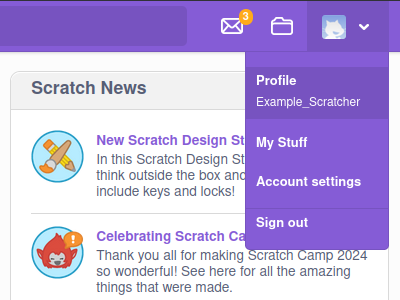 3
Scratch News
Profile
Example_Scratcher
My Stuff
Account settings
Sign out
New Scratch Design St
In this Scratch Design St
think outside the box and
include keys and locks!
Celebrating Scratch Ca
Thank you all for making Scratch Camp 2024
so wonderful! See here for all the amazing
things that were made.